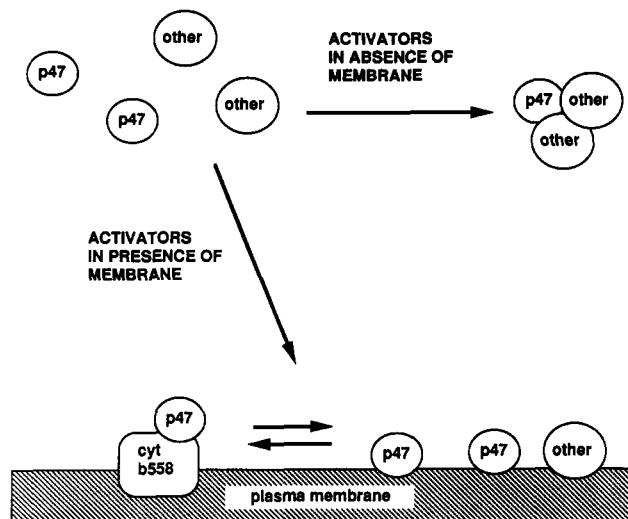 other
p47
p47
other
ACTIVATORS
IN ABSENCE OF
MEMBRANE
p47
other
other
ACTIVATORS
IN PRESENCE OF
MEMBRANE
p47
cyt
b558
p47
p47
other
plasma membrane